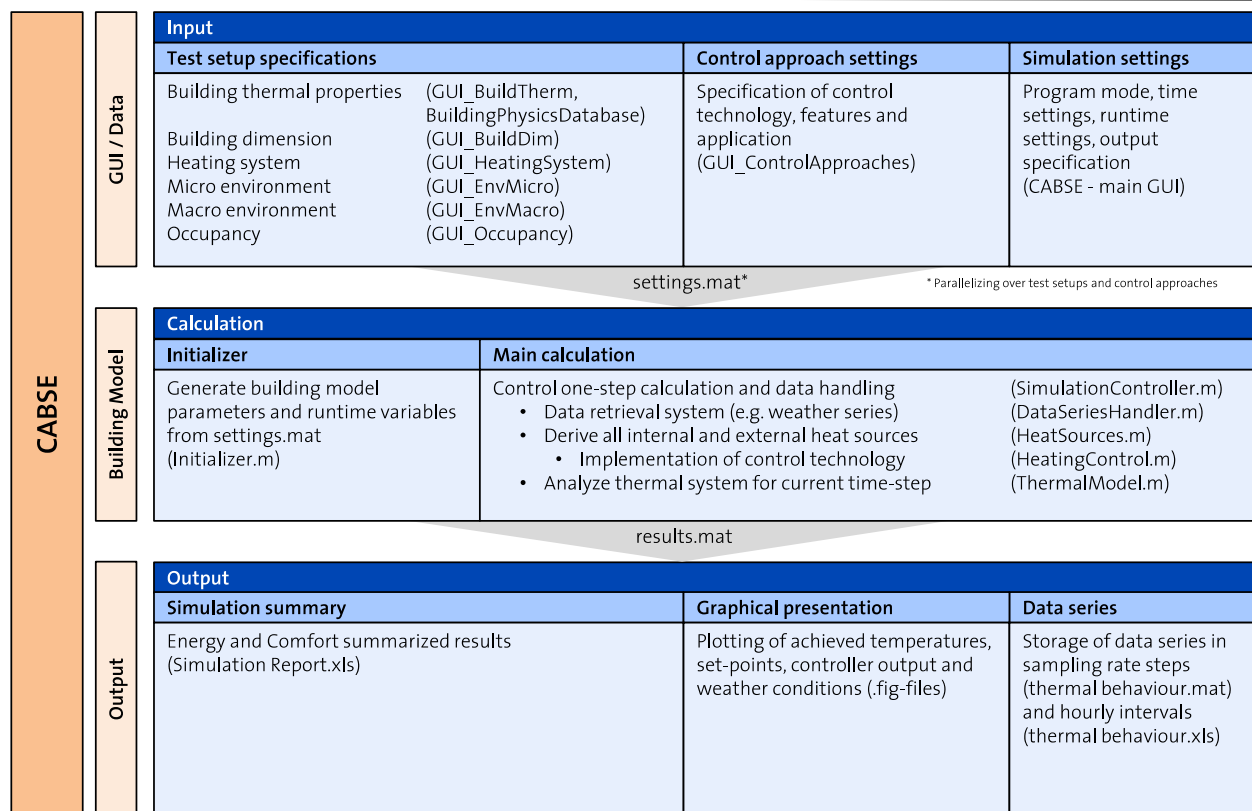 CABSE
GUI / Data
Input
Test setup specifications
Building thermal properties (GUI_BuildTherm,
BuildingPhysicsDatabase)
Building dimension (GUI_BuildDim)
Heating system (GUI_HeatingSystem)
Micro environment (GUI_EnvMicro)
Macro environment (GUI_EnvMacro)
Occupancy (GUI_Occupancy)
Control approach settings
Specification of control
technology, features and
application
(GUI_ControlApproaches)
Simulation settings
Program mode, time
settings, runtime
settings, output
specification
(CABSE - main GUI)
settings.mat*
* Parallelizing over test setups and control approaches
Building Model
Calculation
Initializer
Generate building model
parameters and runtime variables
from settings.mat
(Initializer.m)
Main calculation
Control one-step calculation and data handling (SimulationController.m)
• Data retrieval system (e.g. weather series) (DataSeriesHandler.m)
• Derive all internal and external heat sources (HeatSources.m)
• Implementation of control technology (HeatingControl.m)
• Analyze thermal system for current time-step (ThermalModel.m)
results.mat
Output
Output
Simulation summary
Energy and Comfort summarized results
(Simulation Report.xls)
Graphical presentation
Plotting of achieved temperatures,
set-points, controller output and
weather conditions (.fig-files)
Data series
Storage of data series in
sampling rate steps
(thermal behaviour.mat)
and hourly intervals
(thermal behaviour.xls)